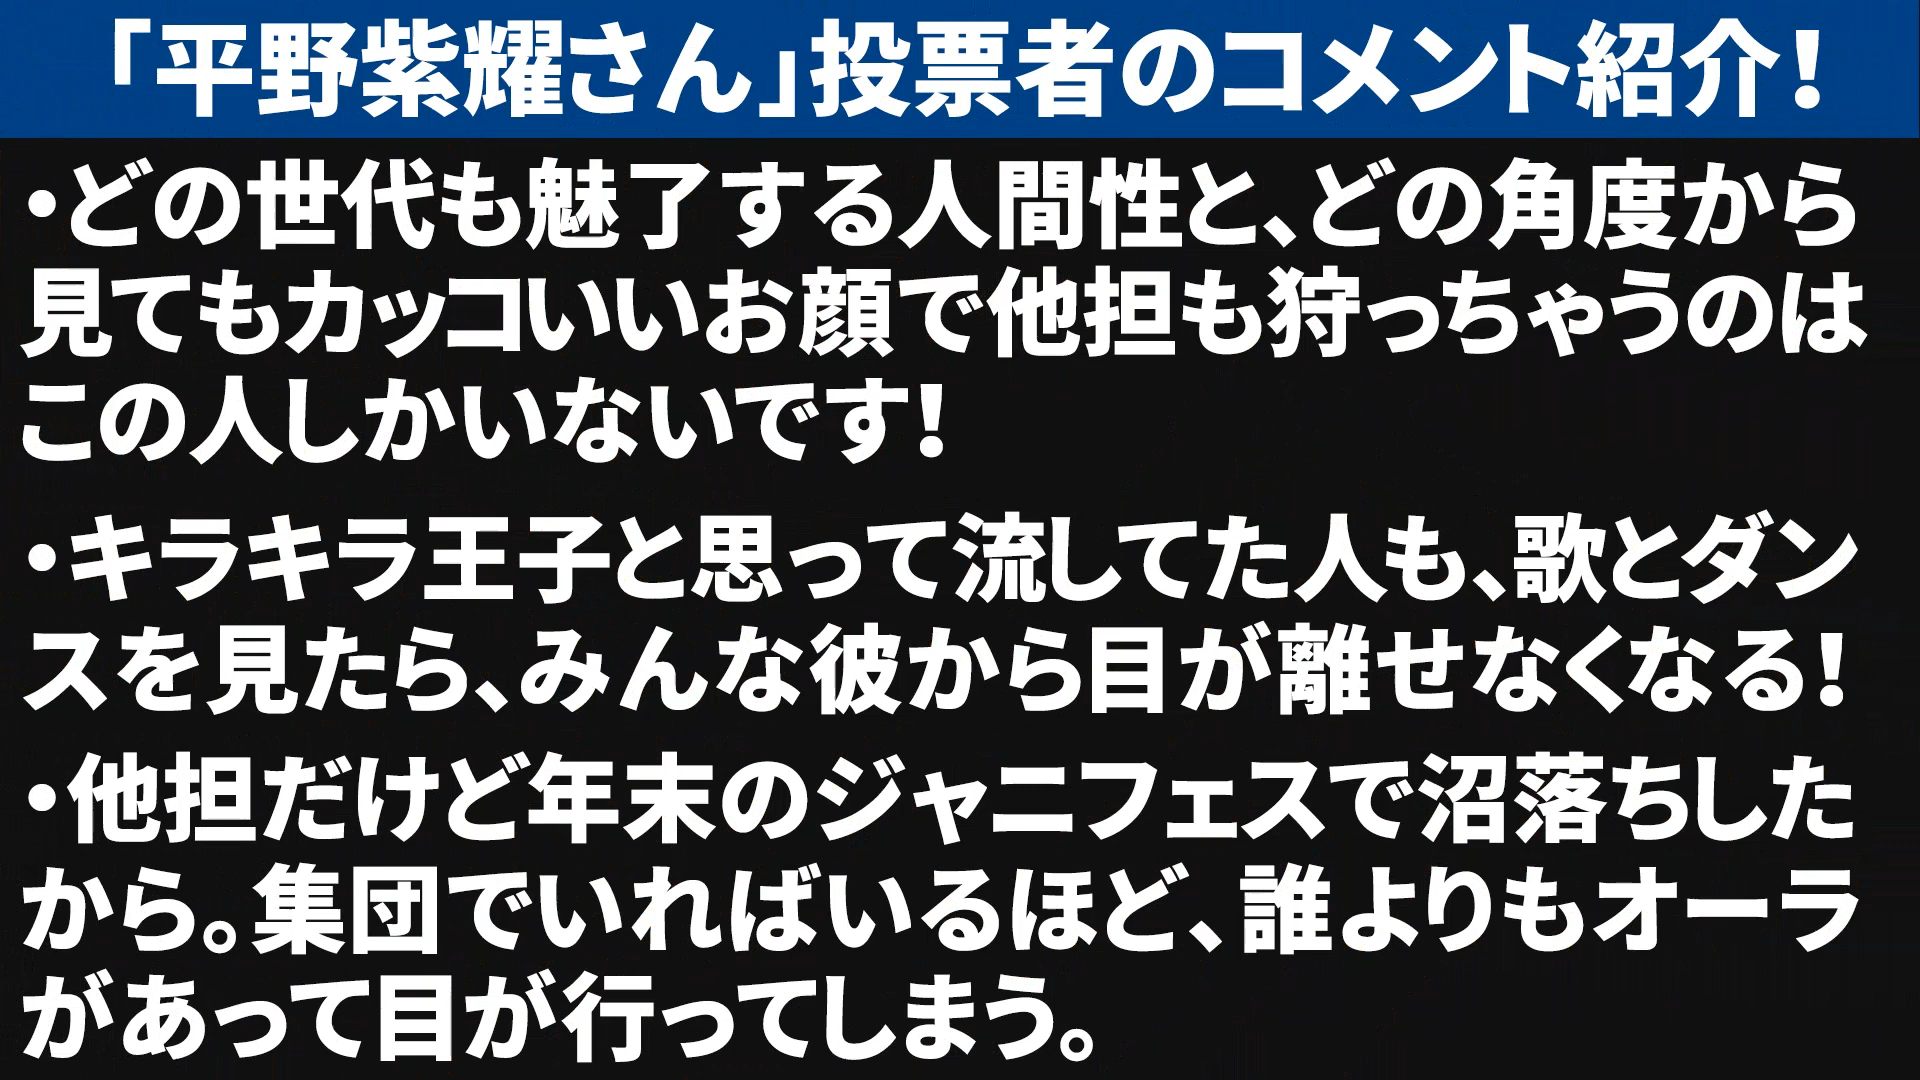 「平野紫耀さん」投票者のコメント紹介！
・どの世代も魅了する人間性と、どの角度から
見てもカッコいいお顔で他担も狩っちゃうのは
この人しかいないです！
・キラキラ王子と思って流してた人も、歌とダン
スを見たら、みんな彼から目が離せなくなる！
・他担だけど年末のジャニフェスで沼落ちした
から。集団でいればいるほど、誰よりもオーラ
があって目が行ってしまう。